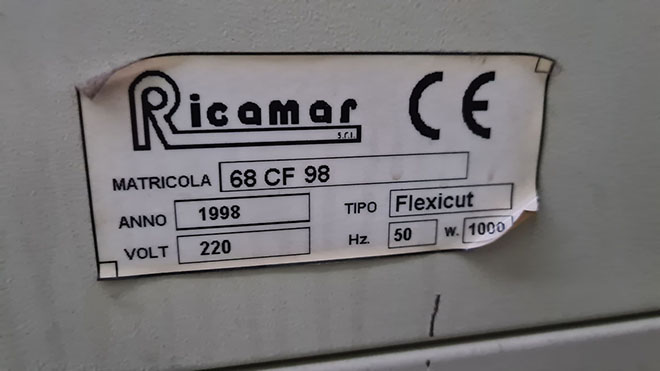 Ricamar
s.r.l.
CE
MATRICOLA 68 CF 98
ANNO 1998 TIPO Flexicut
VOLT 220 Hz. 50 W. 1000